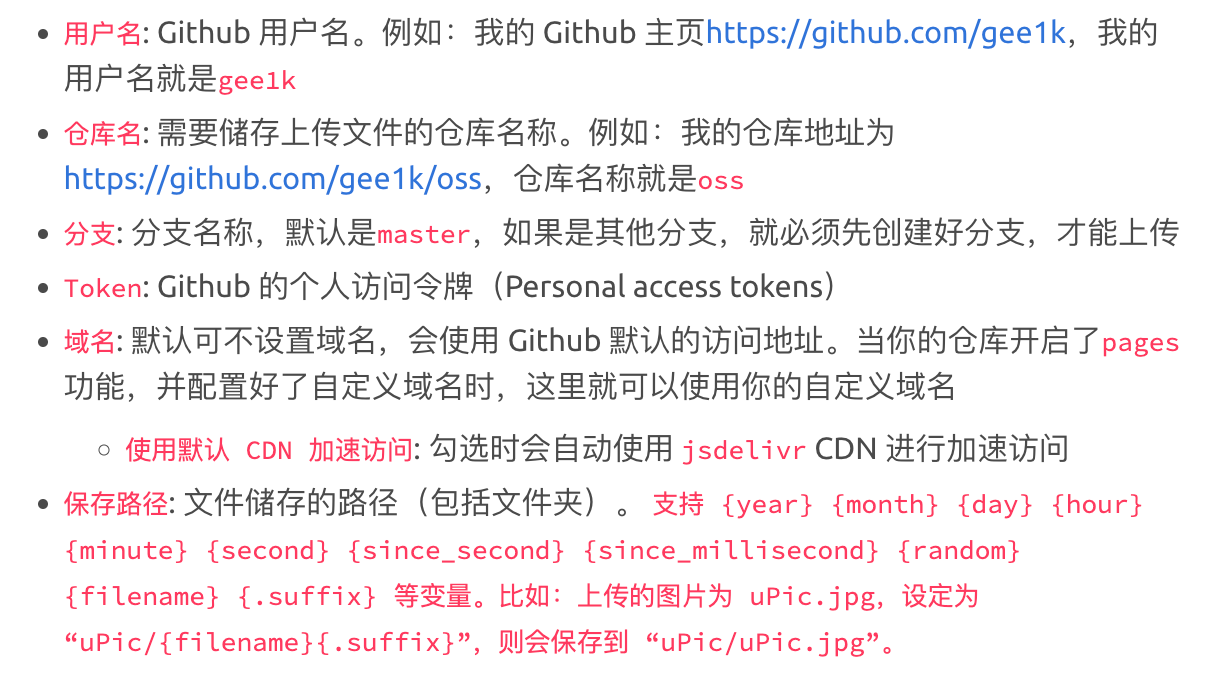 用户名: Github 用户名。例如：我的 Github 主页https://github.com/gee1k，我的
用户名就是gee1k
仓库名: 需要储存上传文件的仓库名称。例如：我的仓库地址为
https://github.com/gee1k/oss，仓库名称就是oss
分支: 分支名称，默认是master，如果是其他分支，就必须先创建好分支，才能上传
Token: Github 的个人访问令牌（Personal access tokens）
域名: 默认可不设置域名，会使用 Github 默认的访问地址。当你的仓库开启了pages
功能，并配置好了自定义域名时，这里就可以使用你的自定义域名
使用默认 CDN 加速访问: 勾选时会自动使用 jsdelivr CDN 进行加速访问
保存路径: 文件储存的路径（包括文件夹）。 支持 {year} {month} {day} {hour}
{minute} {second} {since_second} {since_millisecond} {random}
{filename} {.suffix} 等变量。比如：上传的图片为 uPic.jpg，设定为
“uPic/{filename}{.suffix}”，则会保存到 “uPic/uPic.jpg”。